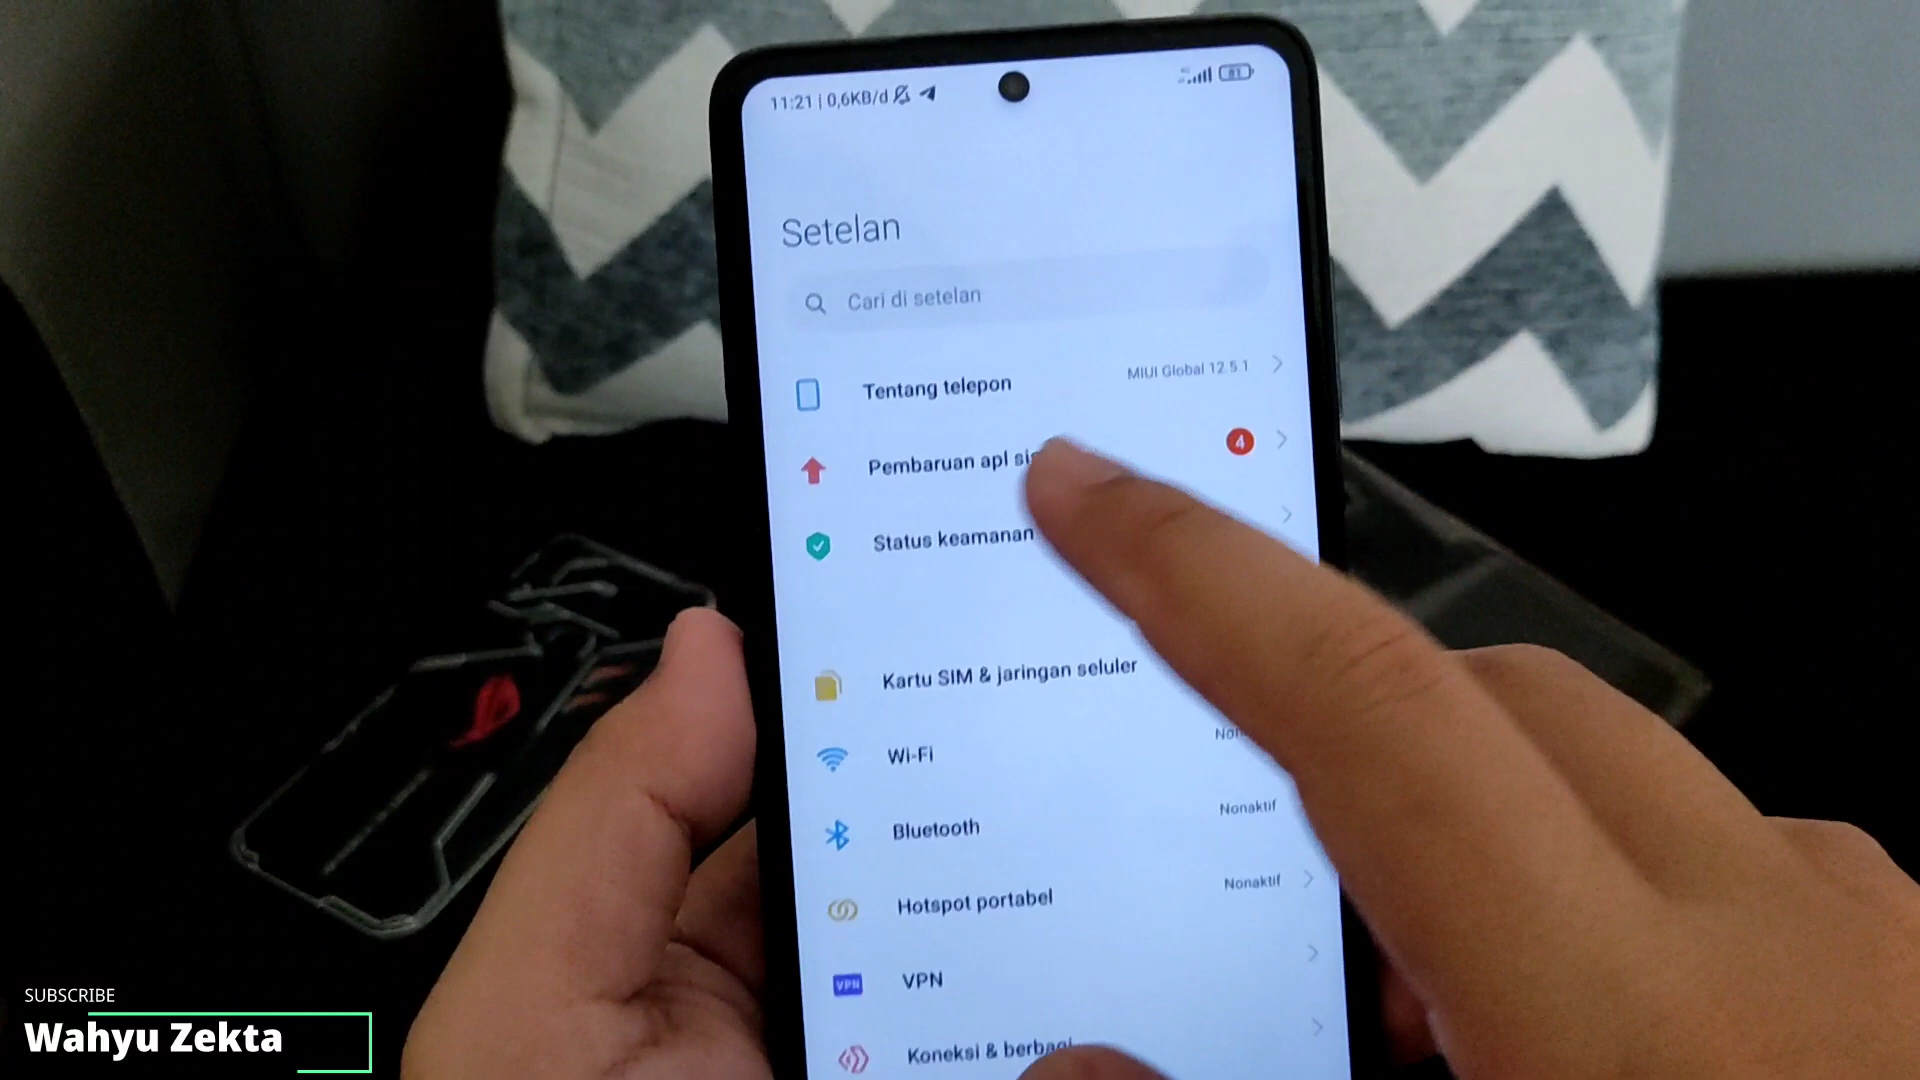 11:21 | 0,6KB/d
81
Setelan
Cari di setelan
Tentang telepon
MIUI Global 12.5.1
Pembaruan apl
4
Status keamanan
Kartu SIM & jaringan seluler
Wi-Fi
Bluetooth
Nonaktif
Hotspot portabel
Nonaktif
VPN
VPN
Koneksi & berbagi
SUBSCRIBE
Wahyu Zekta